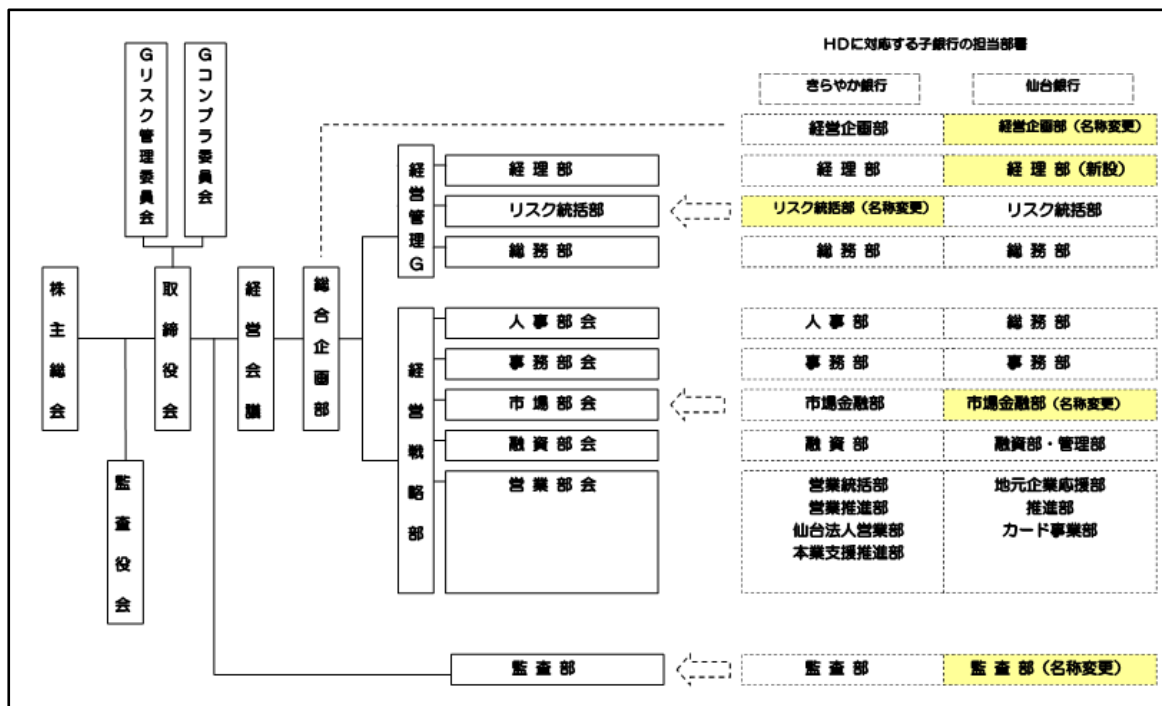 Gリスク管理委員会
Gコンプラ委員会
株主総会
取締役会
監査役会
経営会議
総合企画部
経営管理G
経理部
リスク統括部
総務部
経営戦略部
人事部会
事務部会
市場部会
融資部会
営業部会
監査部
HDに対応する子銀行の担当部署
きらやか銀行
仙台銀行
経営企画部
経営企画部（名称変更）
経理部
経理部（新設）
リスク統括部（名称変更）
リスク統括部
総務部
総務部
人事部
総務部
事務部
事務部
市場金融部
市場金融部（名称変更）
融資部
融資部・管理部
営業統括部
営業推進部
仙台法人営業部
本業支援推進部
地元企業応援部
推進部
カード事業部
監査部
監査部（名称変更）